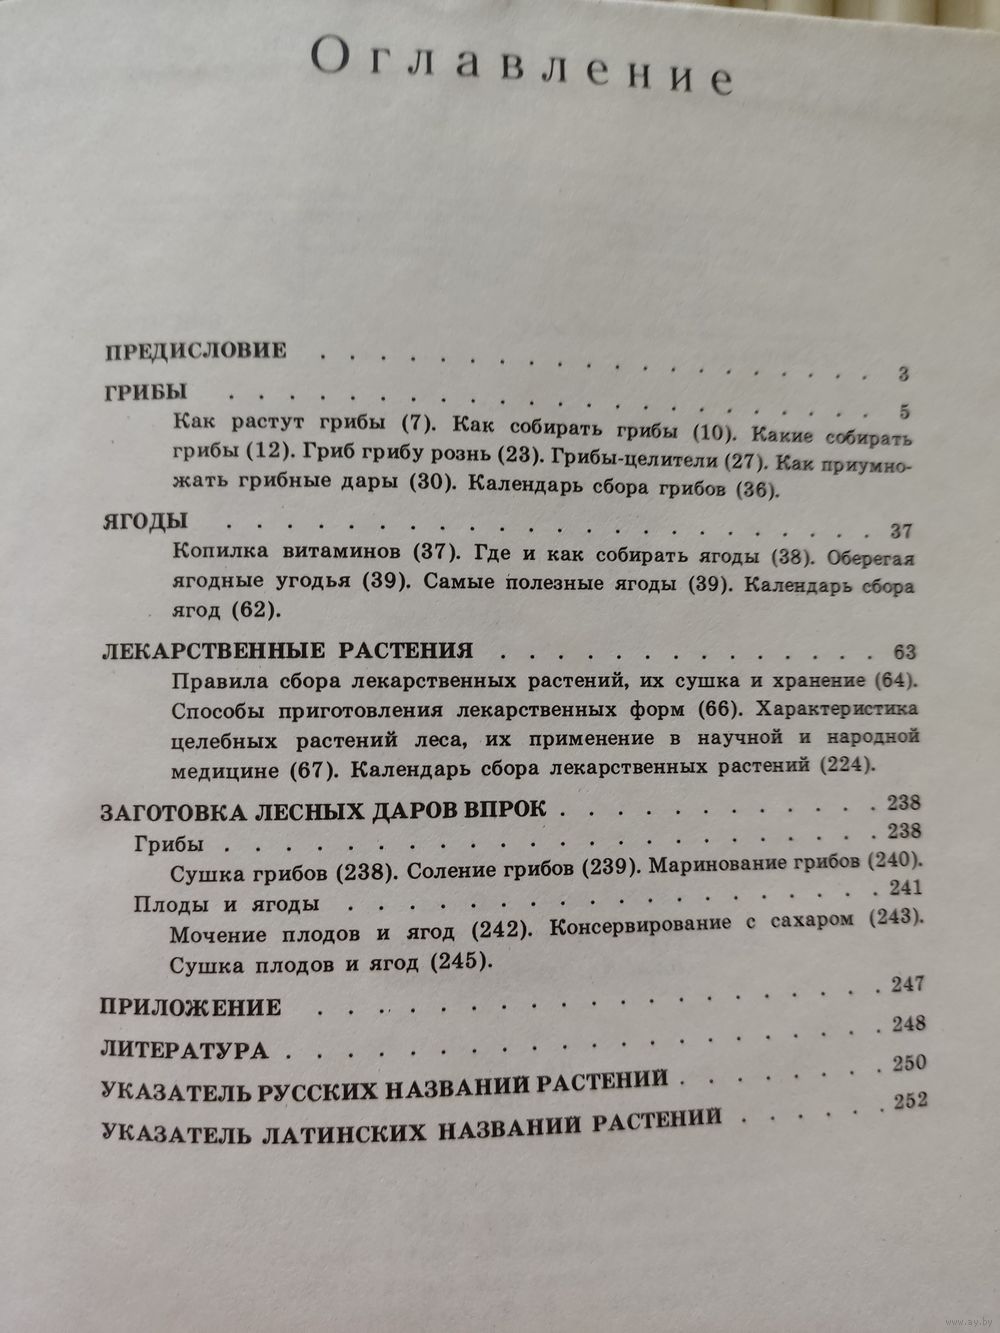 Оглавление
ПРЕДИСЛОВИЕ . . . . . . . . . . . . . . . . . . . 3
ГРИБЫ . . . . . . . . . . . . . . . . . . . . . . 5
Как растут грибы (7). Как собирать грибы (10). Какие собирать
грибы (12). Гриб грибу рознь (23). Грибы-целители (27). Как приумно-
жать грибные дары (30). Календарь сбора грибов (36).
ЯГОДЫ . . . . . . . . . . . . . . . . . . . . . . 37
Копилка витаминов (37). Где и как собирать ягоды (38). Оберегая
ягодные угодья (39). Самые полезные ягоды (39). Календарь сбора
ягод (62).
ЛЕКАРСТВЕННЫЕ РАСТЕНИЯ . . . . . . . . . . . . . 63
Правила сбора лекарственных растений, их сушка и хранение (64).
Способы приготовления лекарственных форм (66). Характеристика
целебных растений леса, их применение в научной и народной
медицине (67). Календарь сбора лекарственных растений (224).
ЗАГОТОВКА ЛЕСНЫХ ДАРОВ ВПРОК . . . . . . . . . . . 238
Грибы . . . . . . . . . . . . . . . . . . . . . . 238
Сушка грибов (238). Соление грибов (239). Маринование грибов (240).
Плоды и ягоды . . . . . . . . . . . . . . . . . . 241
Мочение плодов и ягод (242). Консервирование с сахаром (243).
Сушка плодов и ягод (245).
ПРИЛОЖЕНИЕ . . . . . . . . . . . . . . . . . . . 247
ЛИТЕРАТУРА . . . . . . . . . . . . . . . . . . . . 248
УКАЗАТЕЛЬ РУССКИХ НАЗВАНИЙ РАСТЕНИЙ . . . . . . . . 250
УКАЗАТЕЛЬ ЛАТИНСКИХ НАЗВАНИЙ РАСТЕНИЙ . . . . . . 252
www.ay.by